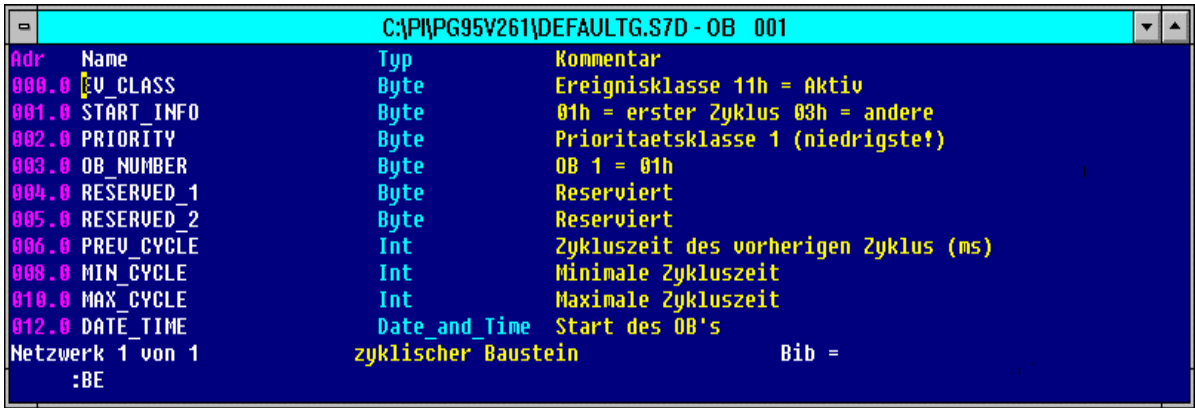 C:\PI\PG95V261\DEFAULTG.S7D - OB 001
Adr Name Typ Kommentar
000.0 EV_CLASS Byte Ereignisklasse 11h = Aktiv
001.0 START_INFO Byte 01h = erster Zyklus 03h = andere
002.0 PRIORITY Byte Prioritaetsklasse 1 (niedrigste!)
003.0 OB_NUMBER Byte OB 1 = 01h
004.0 RESERVED_1 Byte Reserviert
005.0 RESERVED_2 Byte Reserviert
006.0 PREV_CYCLE Int Zykluszeit des vorherigen Zyklus (ms)
008.0 MIN_CYCLE Int Minimale Zykluszeit
010.0 MAX_CYCLE Int Maximale Zykluszeit
012.0 DATE_TIME Date_and_Time Start des OB's
Netzwerk 1 von 1 zyklischer Baustein Bib =
:BE